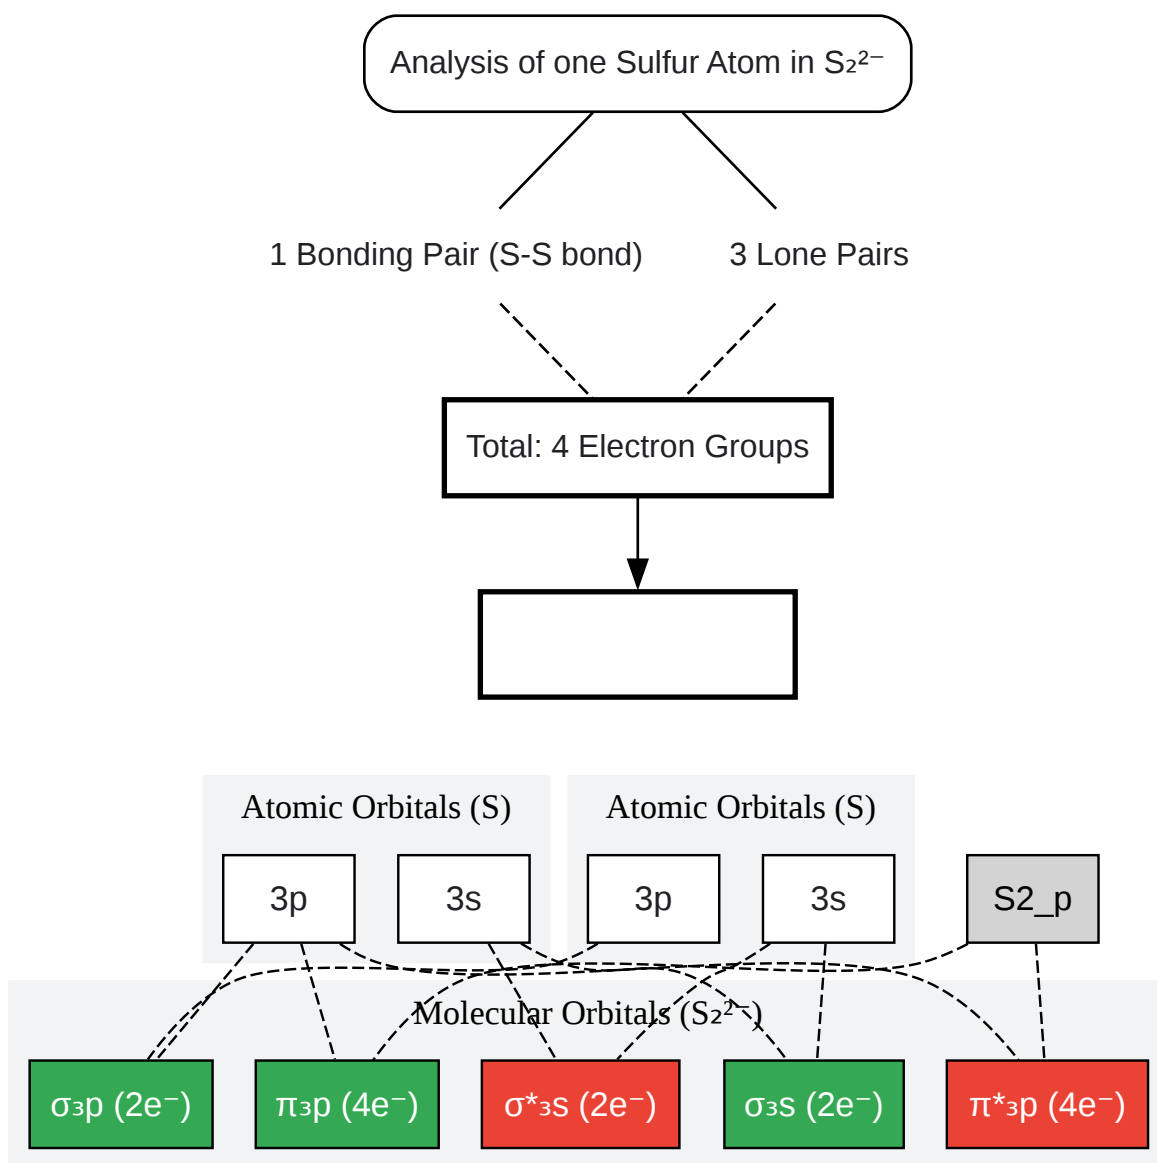 Analysis of one Sulfur Atom in S₂²⁻
1 Bonding Pair (S-S bond)
3 Lone Pairs
Total: 4 Electron Groups
Atomic Orbitals (S)
Atomic Orbitals (S)
3p
3s
3p
3s
S2_p
Molecular Orbitals (S₂²⁻)
σ₃p (2e⁻)
π₃p (4e⁻)
σ*₃s (2e⁻)
σ₃s (2e⁻)
π*₃p (4e⁻)